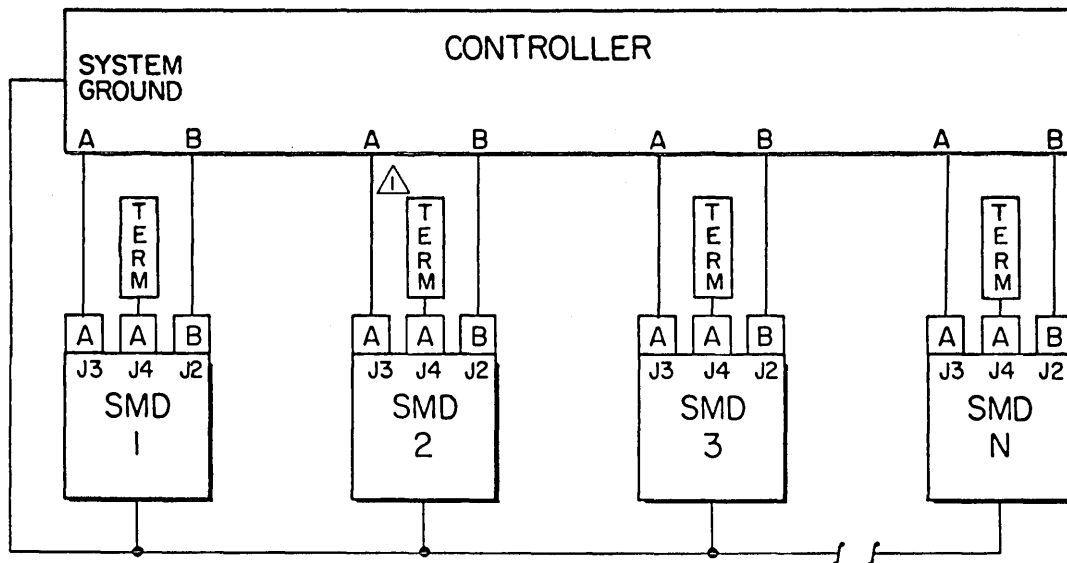 CONTROLLER
SYSTEM
GROUND
A B A B A B A B
1
TERM TERM TERM TERM
A A B A A B A A B A A B
J3 J4 J2 J3 J4 J2 J3 J4 J2 J3 J4 J2
SMD SMD SMD SMD
1 2 3 N